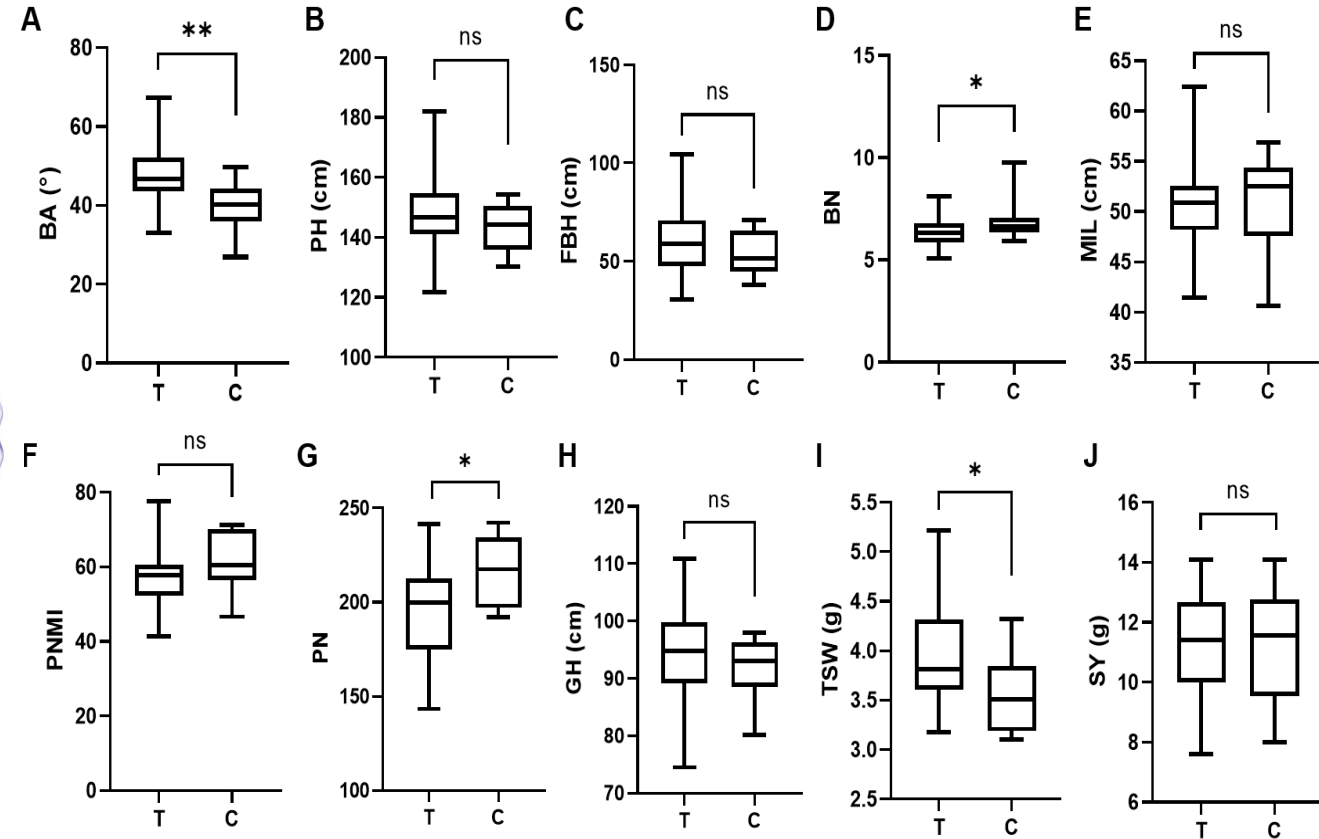 A
**
80
60
40
20
0
BA (°)
T C
B
ns
200
180
160
140
120
100
PH (cm)
T C
C
ns
150
100
50
0
FBH (cm)
T C
D
*
15
10
5
0
BN
T C
E
ns
65
60
55
50
45
40
35
MIL (cm)
T C
F
ns
80
60
40
20
0
PNMI
T C
G
*
250
200
150
100
PN
T C
H
ns
120
110
100
90
80
70
GH (cm)
T C
I
*
5.5
5.0
4.5
4.0
3.5
3.0
2.5
TSW (g)
T C
J
ns
16
14
12
10
8
6
SY (g)
T C